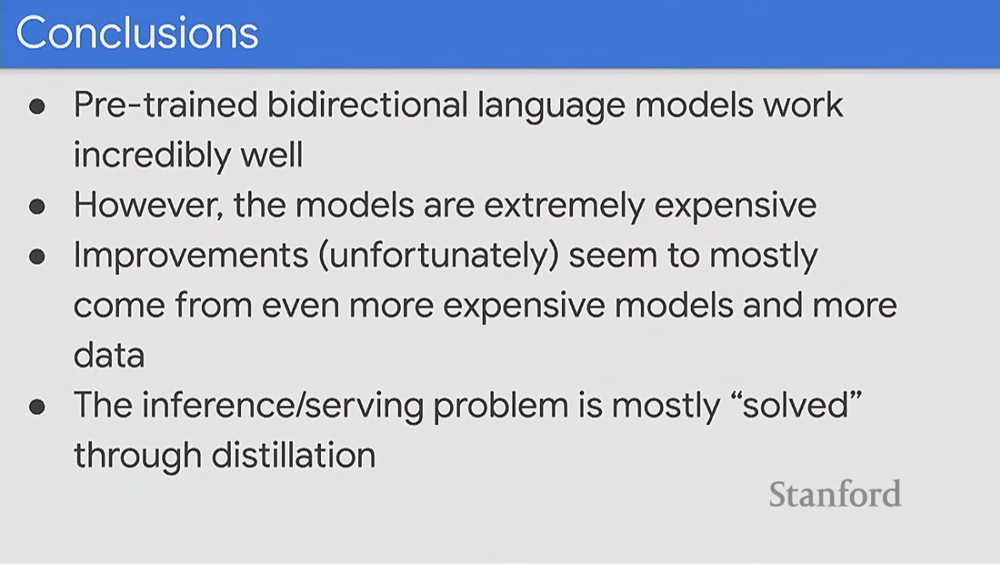 Conclusions
● Pre-trained bidirectional language models work
incredibly well
● However, the models are extremely expensive
● Improvements (unfortunately) seem to mostly
come from even more expensive models and more
data
● The inference/serving problem is mostly “solved”
through distillation
Stanford